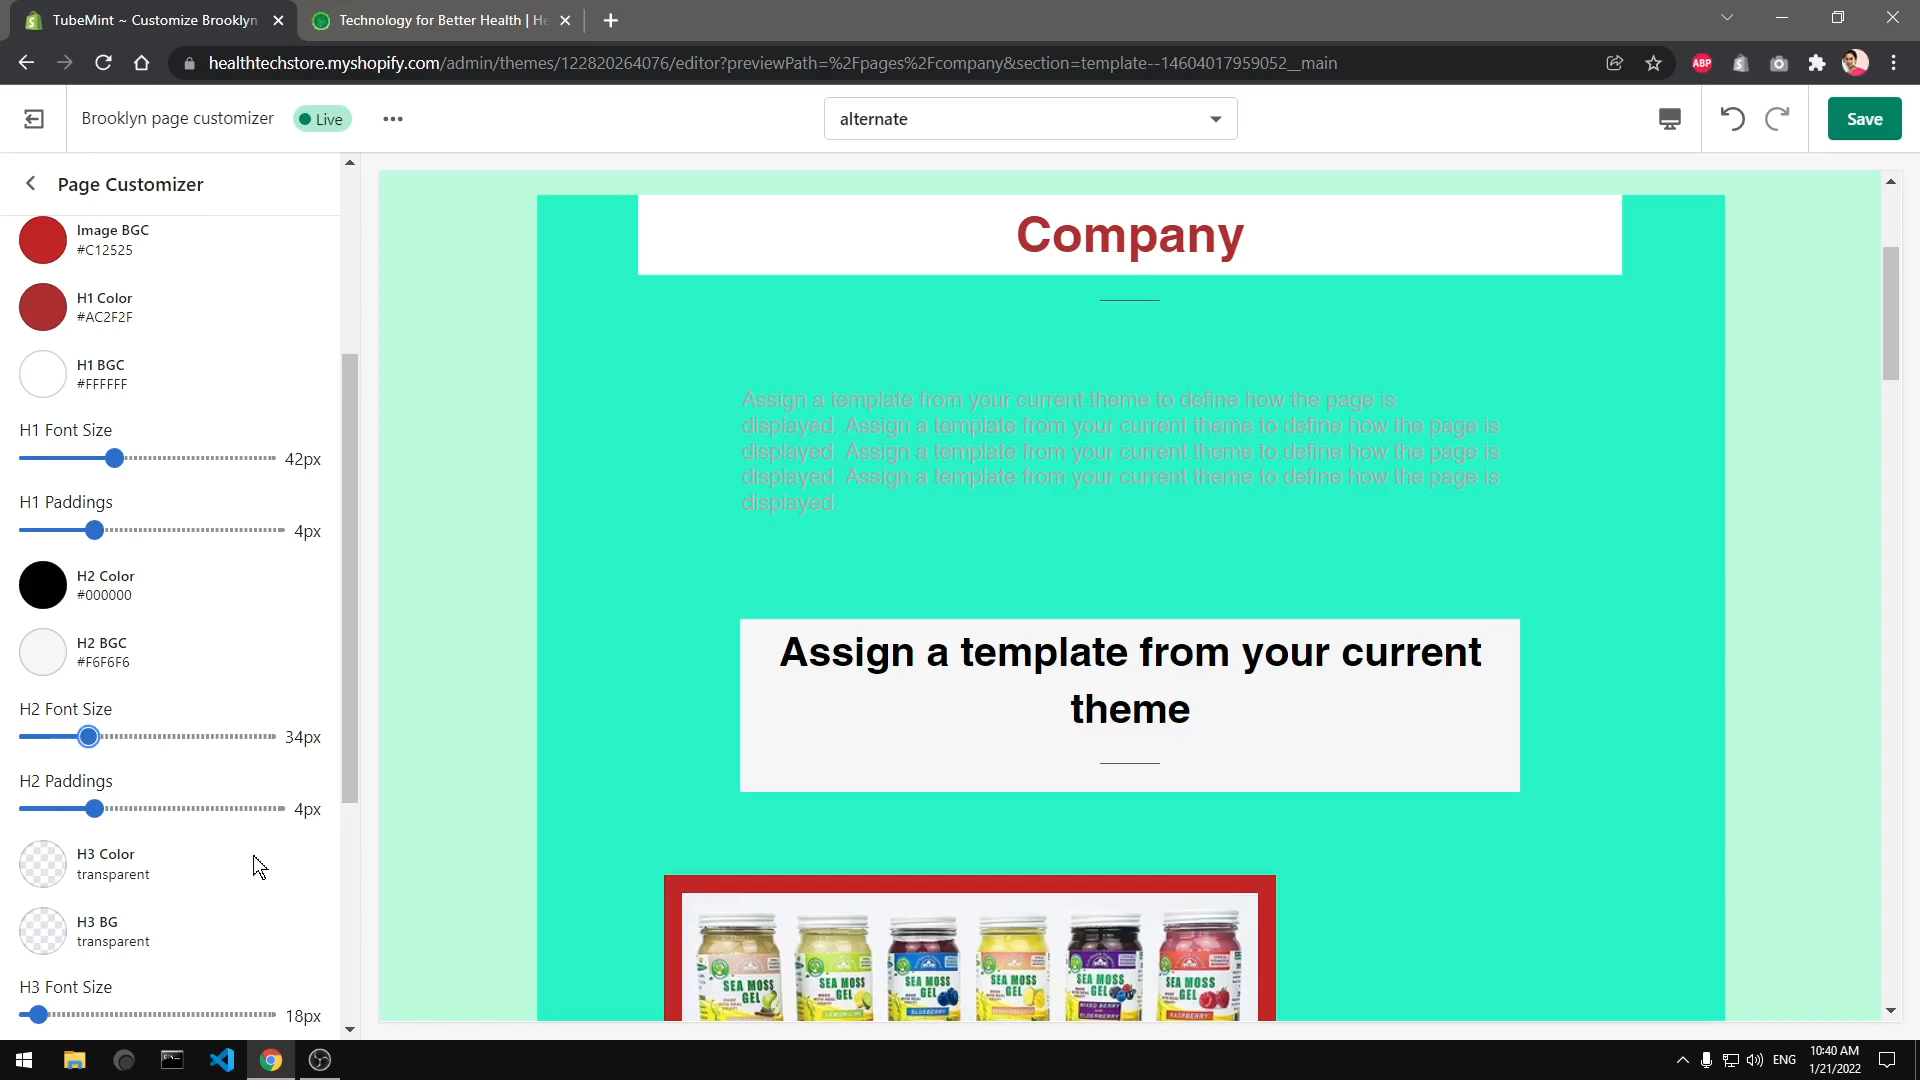 TubeMint ~ Customize Brooklyn
Technology for Better Health | He
healthtechstore.myshopify.com/admin/themes/122820264076/editor?previewPath=%2Fpages%2Fcompany&section=template--14604017959052__main
ABP
Brooklyn page customizer
Live
alternate
Save
Page Customizer
Image BGC
#C12525
H1 Color
#AC2F2F
H1 BGC
#FFFFFF
H1 Font Size
42px
H1 Paddings
4px
H2 Color
#000000
H2 BGC
#F6F6F6
H2 Font Size
34px
H2 Paddings
4px
H3 Color
transparent
H3 BG
transparent
H3 Font Size
18px
Company
Assign a template from your current theme to define how the page is
displayed. Assign a template from your current theme to define how the page is
displayed. Assign a template from your current theme to define how the page is
displayed. Assign a template from your current theme to define how the page is
displayed.
Assign a template from your current
theme
SEA MOSS
GEL
SEA MOSS
GEL
LEMON LIME
SEA MOSS
GEL
BLUEBERRY
SEA MOSS
GEL
SEA MOSS
GEL
MIXED BERRY
ELDERBERRY
SEA MOSS
GEL
RASPBERRY
ENG
10:40 AM
1/21/2022